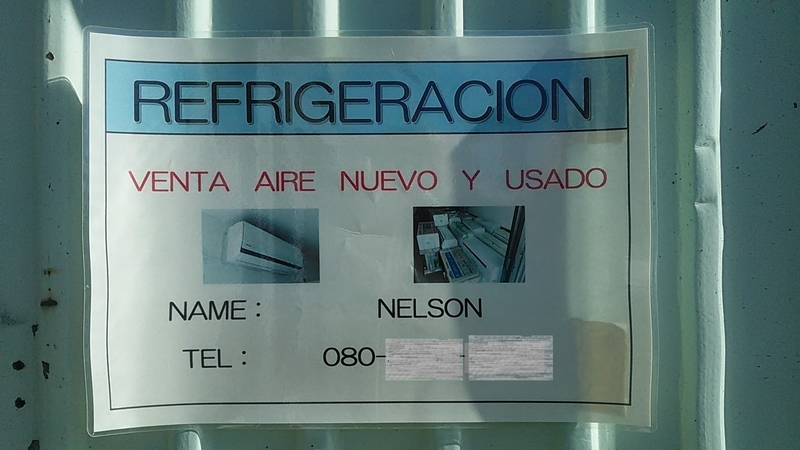 REFRIGERACION
VENTA AIRE NUEVO Y USADO
NAME : NELSON
TEL : 080-